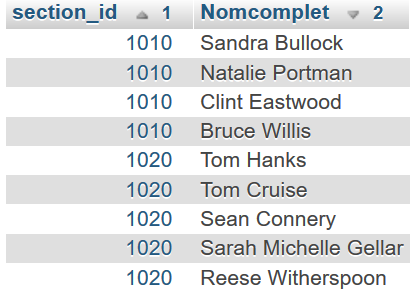 section_id 1 Nomcomplet 2
1010 Sandra Bullock
1010 Natalie Portman
1010 Clint Eastwood
1010 Bruce Willis
1020 Tom Hanks
1020 Tom Cruise
1020 Sean Connery
1020 Sarah Michelle Gellar
1020 Reese Witherspoon